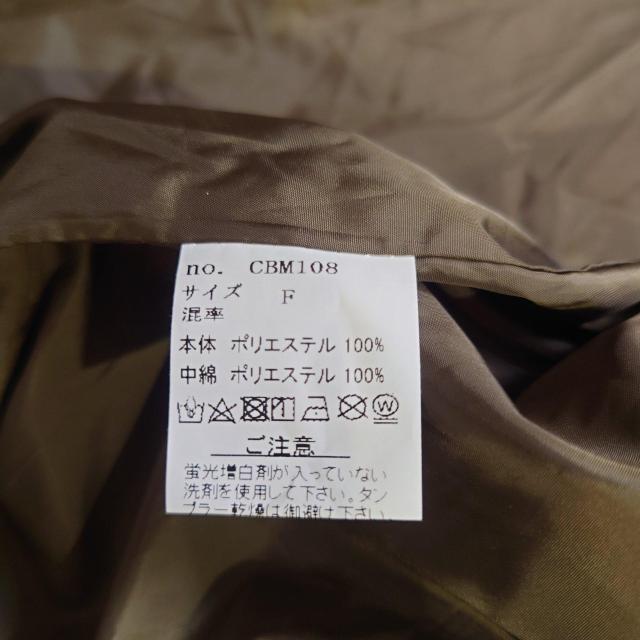 no. CBM108
サイズ F
混率
本体 ポリエステル 100%
中綿 ポリエステル 100%
W
ご注意
蛍光増白剤が入っていない
洗剤を使用して下さい。タン
ブラー乾燥は御避け下さい。